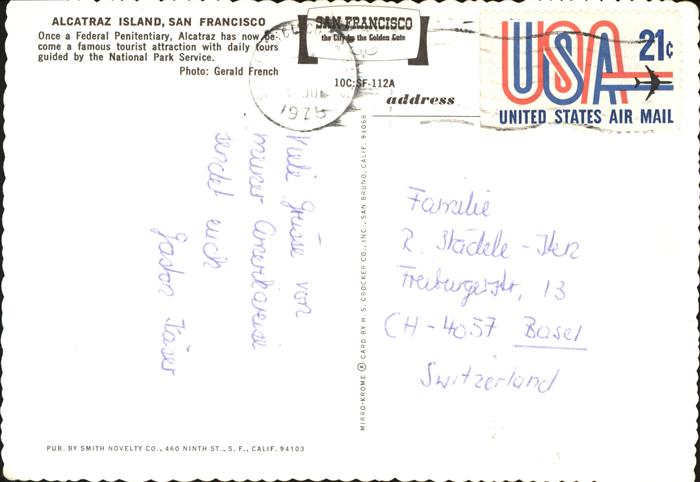 ALCATRAZ ISLAND, SAN FRANCISCO
Once a Federal Penitentiary, Alcatraz has now be-
come a famous tourist attraction with daily tours
guided by the National Park Service.
Photo: Gerald French
SAN FRANCISCO
the City by the Golden Gate
10C:SF-112A
address
USA 21¢
UNITED STATES AIR MAIL
Viele Grüsse von
meiner Amerikareise
sendet euch
Gaston
MIRRO-KROME ® CARD BY H. S. CROCKER CO., INC., SAN BRUNO, CALIF. 94066
Familie
R. Städele - Iten
Freiburgerstr, 13
CH-4057 Basel
Switzerland
PUB. BY SMITH NOVELTY CO., 460 NINTH ST., S. F., CALIF. 94103